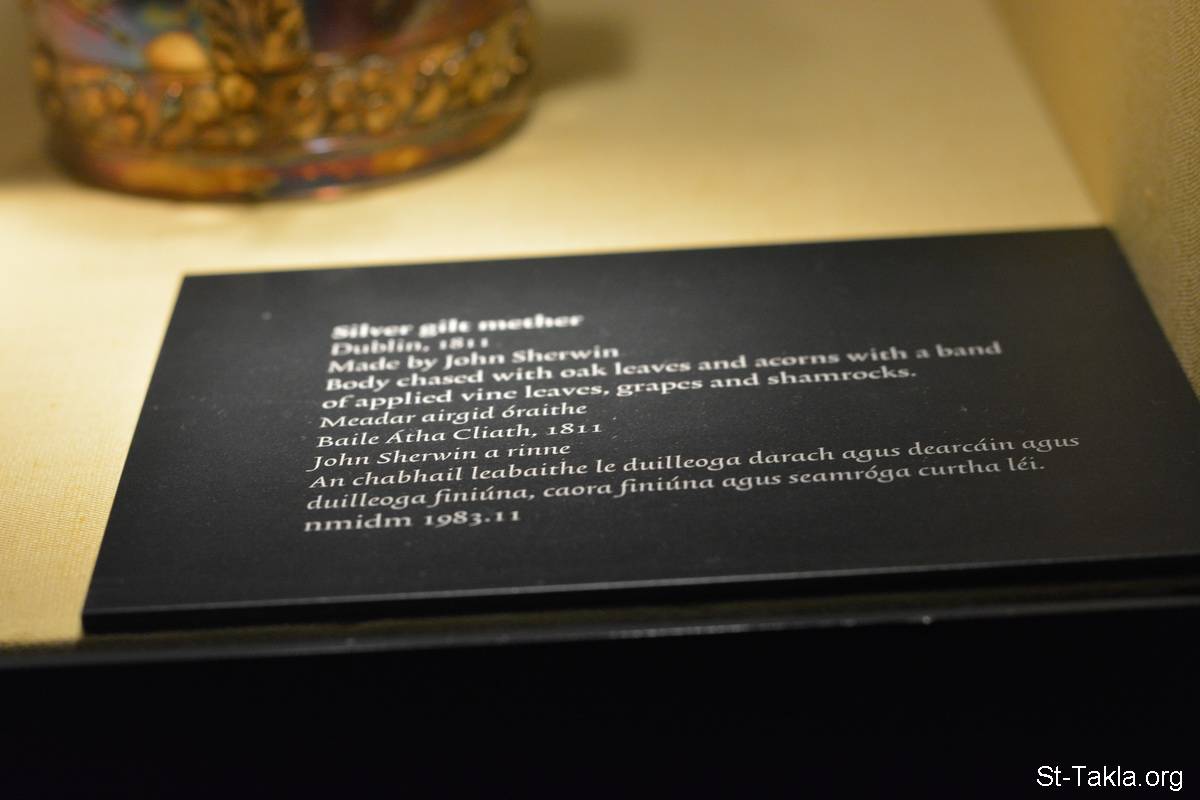 Silver gilt mether
Dublin, 1811
Made by John Sherwin
Body chased with oak leaves and acorns with a band
of applied vine leaves, grapes and shamrocks.
Meadar airgid óraithe
Baile Átha Cliath, 1811
John Sherwin a rinne
An chabhail leabaithe le duilleoga darach agus dearcáin agus
duilleoga finiúna, caora finiúna agus seamróga curtha léi.
nmidm 1983.11
St-Takla.org